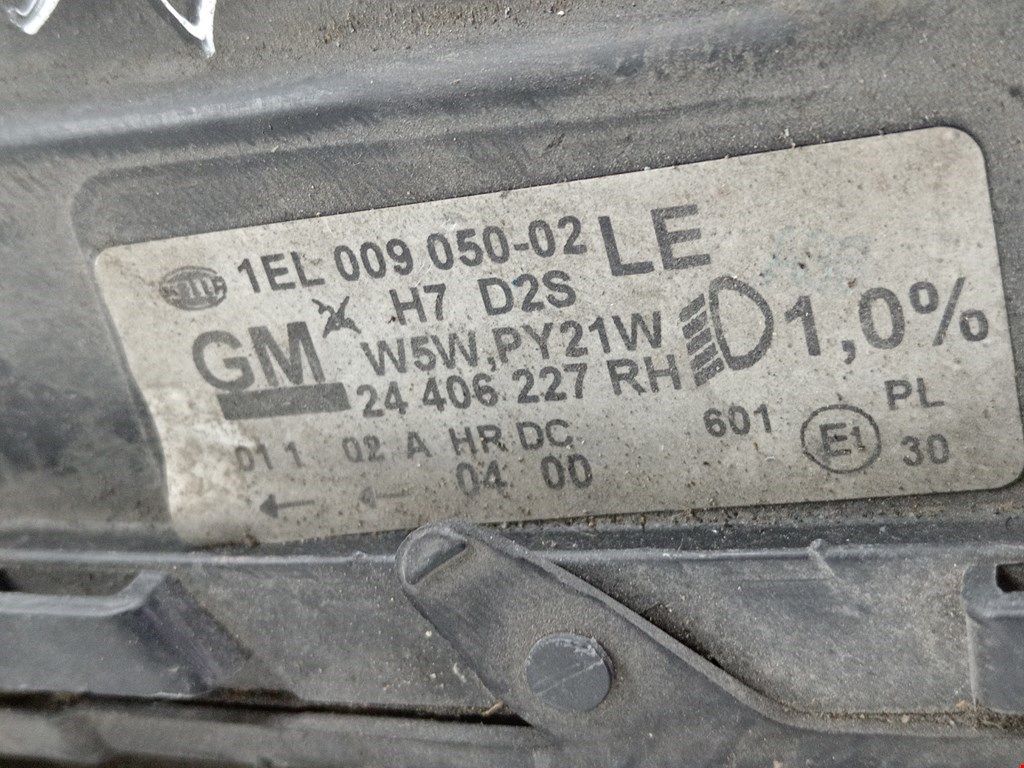 HELLA 1EL 009 050-02 LE
H7 D2S
GM W5W,PY21W 1,0%
24 406 227 RH
011 02 A HR DC 601 E1 PL
04 00 30